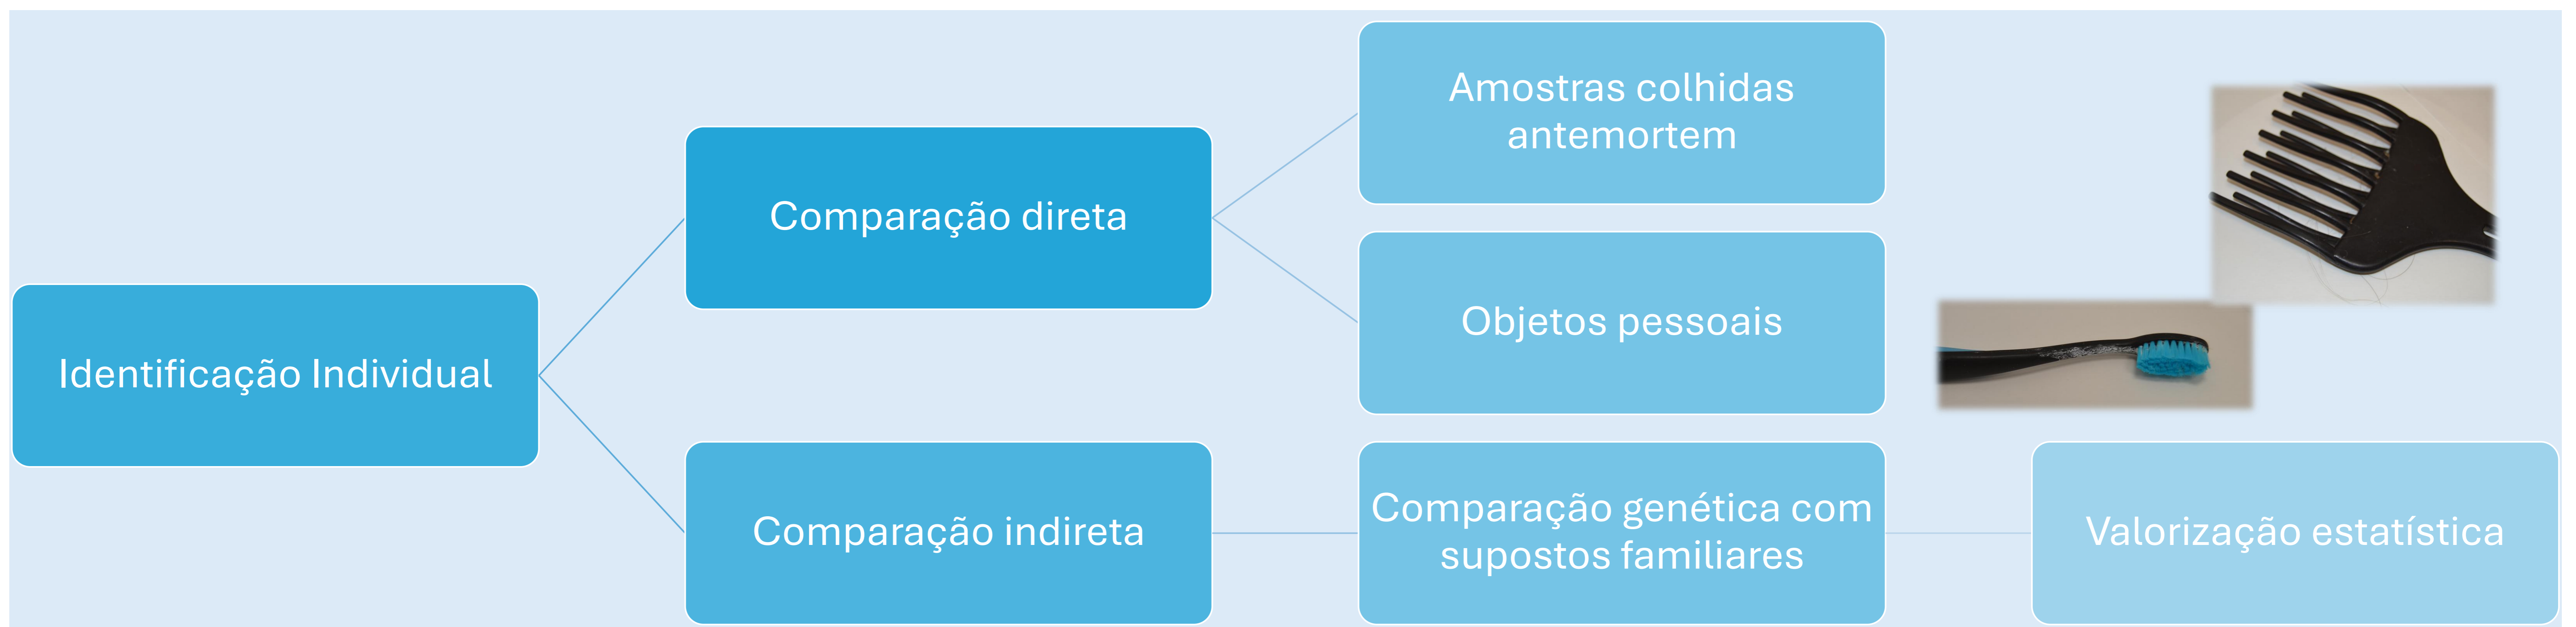 Identificação Individual
Comparação direta
Amostras colhidas
antemortem
Objetos pessoais
Comparação indireta
Comparação genética com
supostos familiares
Valorização estatística